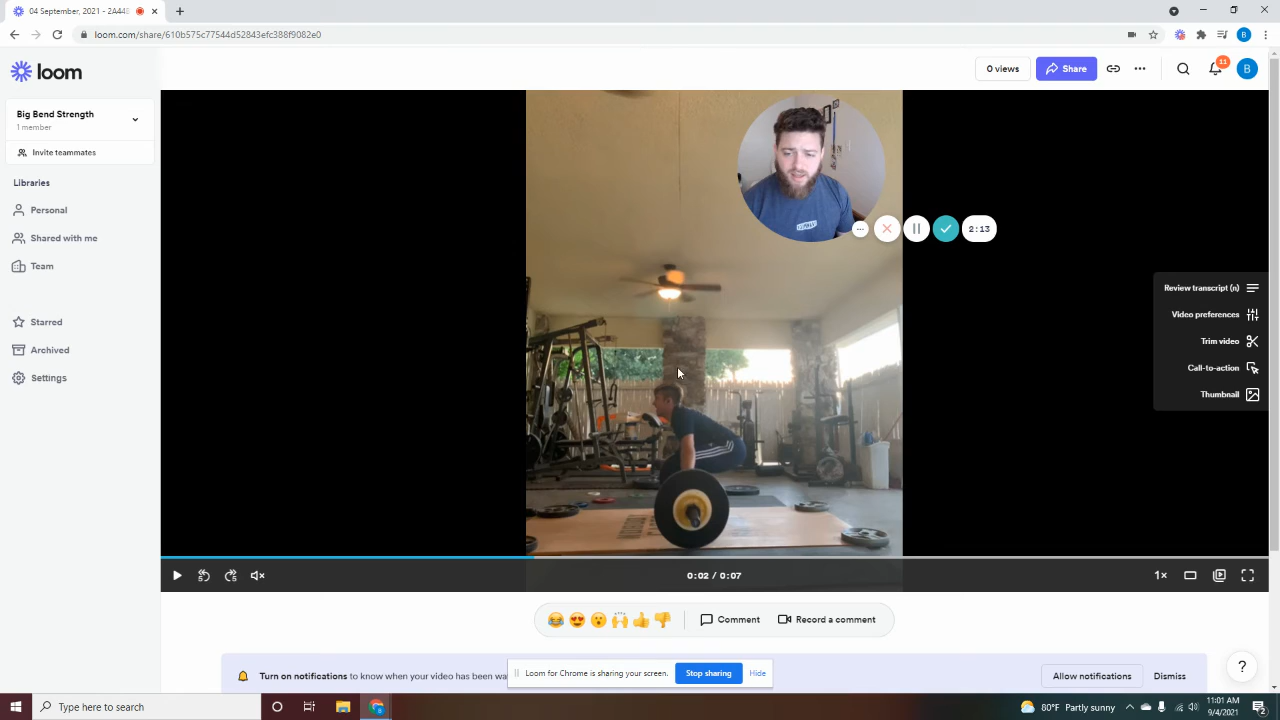 04 September, 2021 - 2A44
loom.com/share/610b575c77544d52843efc388f9082e0
B
loom
0 views
Share
11
B
Big Bend Strength
1 member
Invite teammates
Libraries
Personal
Shared with me
Team
Starred
Archived
Settings
2:13
Review transcript (n)
Video preferences
Trim video
Call-to-action
Thumbnail
0:02 / 0:07
1×
Comment
Record a comment
Turn on notifications to know when your video has been wa
Loom for Chrome is sharing your screen.
Stop sharing
Hide
Allow notifications
Dismiss
?
Type here to search
80°F Partly sunny
11:01 AM
9/4/2021
2